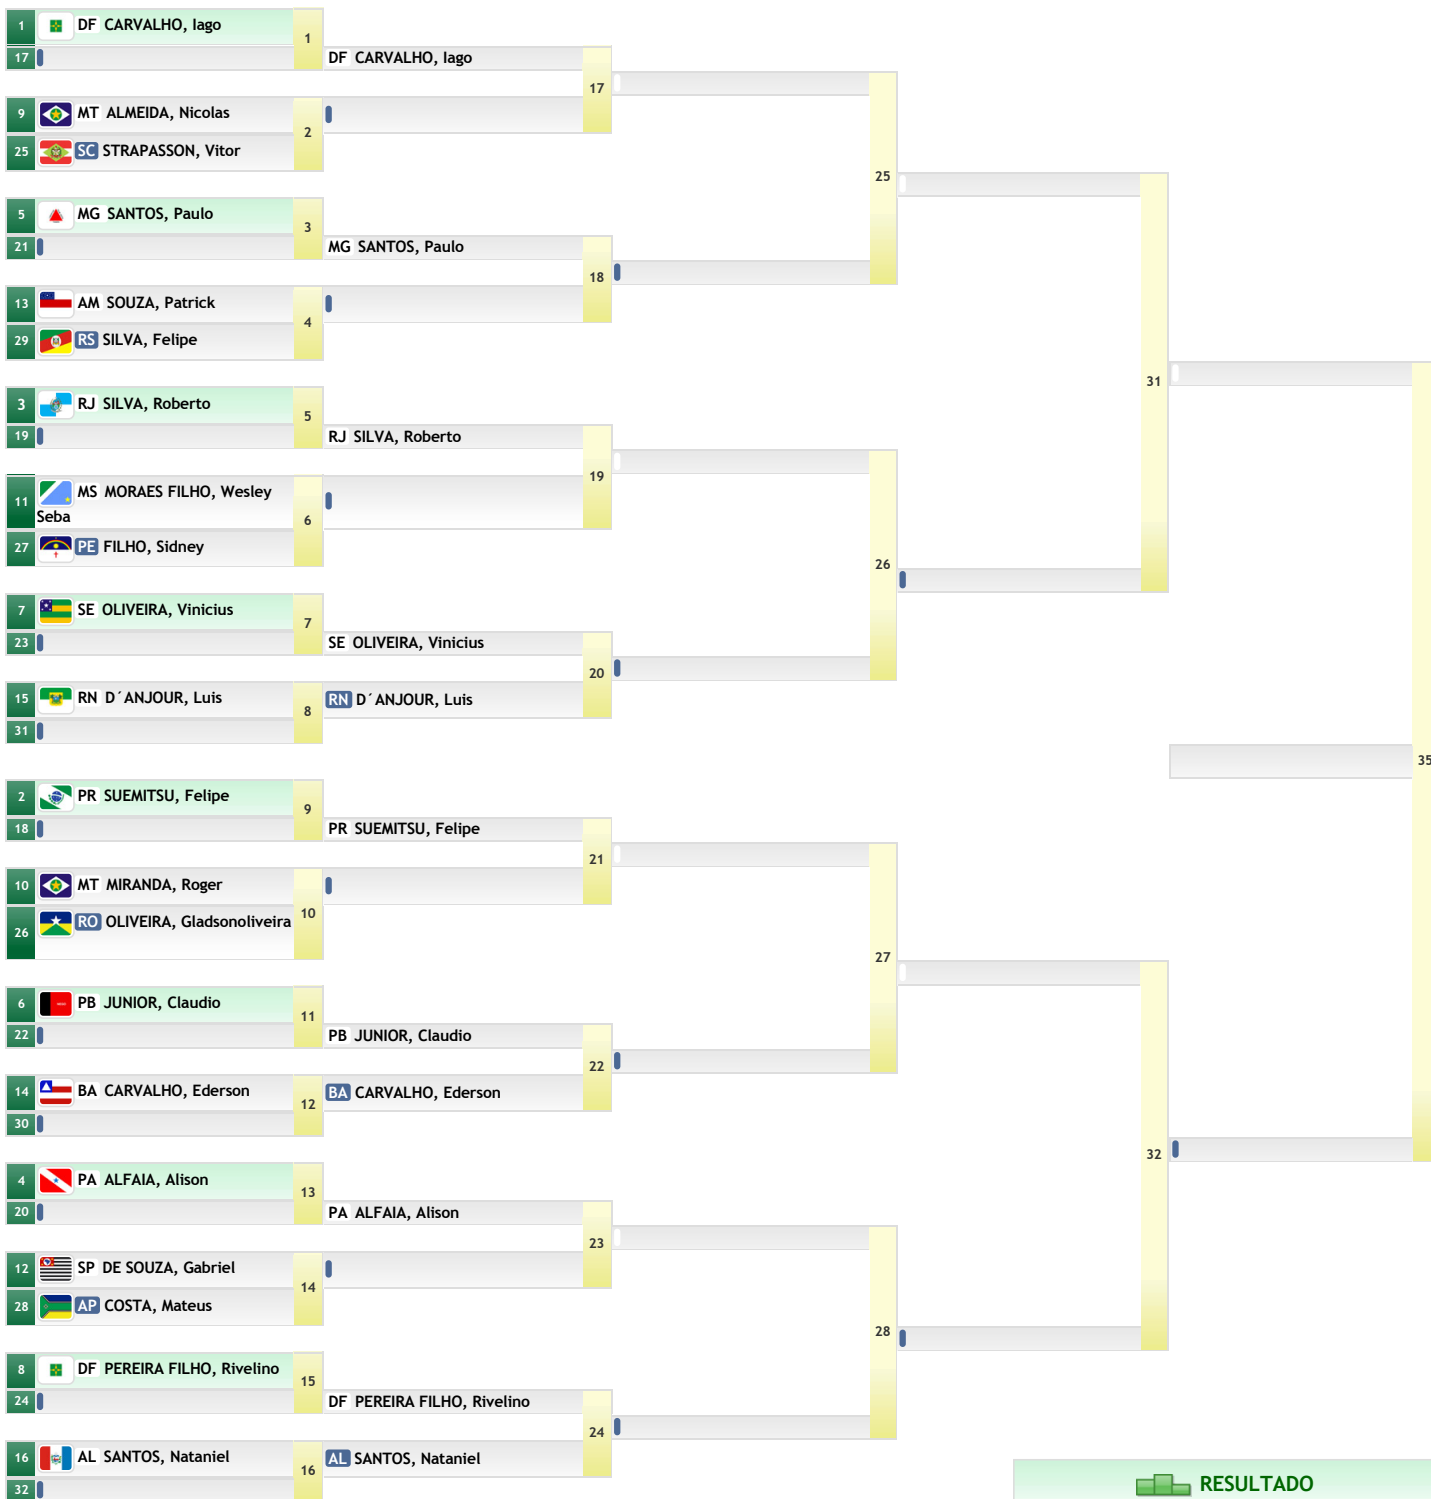 1 DF CARVALHO, Iago
1
17
DF CARVALHO, Iago
17
9 MT ALMEIDA, Nicolas
2
25 SC STRAPASSON, Vitor
25
5 MG SANTOS, Paulo
3
21
MG SANTOS, Paulo
18
13 AM SOUZA, Patrick
4
29 RS SILVA, Felipe
31
3 RJ SILVA, Roberto
5
19
RJ SILVA, Roberto
19
11 MS MORAES FILHO, Wesley
Seba
6
27 PE FILHO, Sidney
26
7 SE OLIVEIRA, Vinicius
7
23
SE OLIVEIRA, Vinicius
20
15 RN D´ANJOUR, Luis
8
RN D´ANJOUR, Luis
31
35
2 PR SUEMITSU, Felipe
9
18
PR SUEMITSU, Felipe
21
10 MT MIRANDA, Roger
10
26 RO OLIVEIRA, Gladsonoliveira
27
6 PB JUNIOR, Claudio
11
22
PB JUNIOR, Claudio
22
14 BA CARVALHO, Ederson
12
BA CARVALHO, Ederson
30
32
4 PA ALFAIA, Alison
13
20
PA ALFAIA, Alison
23
12 SP DE SOUZA, Gabriel
14
28 AP COSTA, Mateus
28
8 DF PEREIRA FILHO, Rivelino
15
24
DF PEREIRA FILHO, Rivelino
24
16 AL SANTOS, Nataniel
16
AL SANTOS, Nataniel
32
RESULTADO